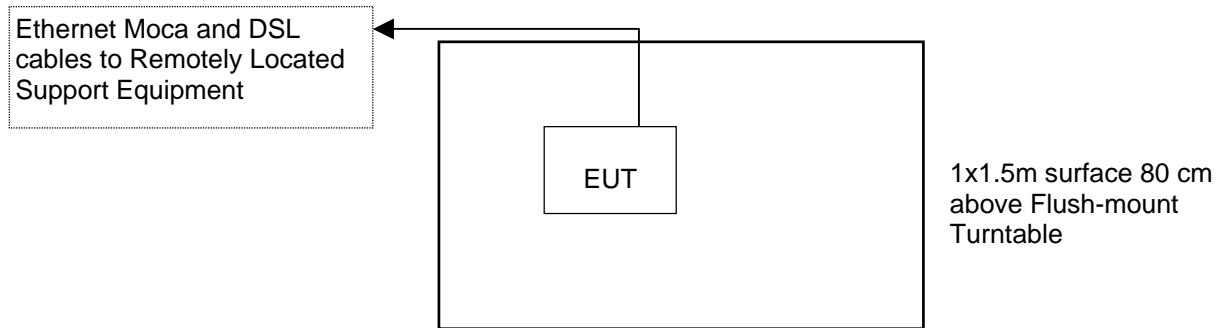 Ethernet Moca and DSL
cables to Remotely Located
Support Equipment
EUT
1x1.5m surface 80 cm
above Flush-mount
Turntable